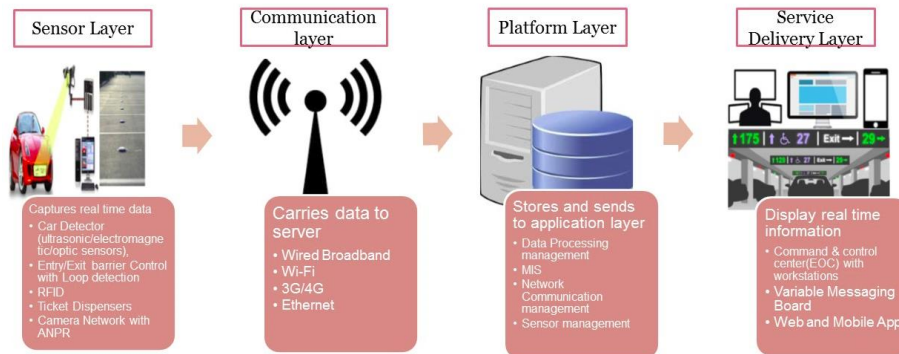 Sensor Layer
Communication
layer
Platform Layer
Service
Delivery Layer
↑175 | ↑ ♿ 27 | Exit→ | 29→
Captures real time data
• Car Detector
(ultrasonic/electromagne
tic/optic sensors),
• Entry/Exit barrier Control
with Loop detection
• RFID
• Ticket Dispensers
• Camera Network with
ANPR
Carries data to
server
• Wired Broadband
• Wi-Fi
• 3G/4G
• Ethernet
Stores and sends
to application layer
• Data Processing
management
• MIS
• Network
Communication
management
• Sensor management
Display real time
information
• Command & control
center(EOC) with
workstations
• Variable Messaging
Board
• Web and Mobile App